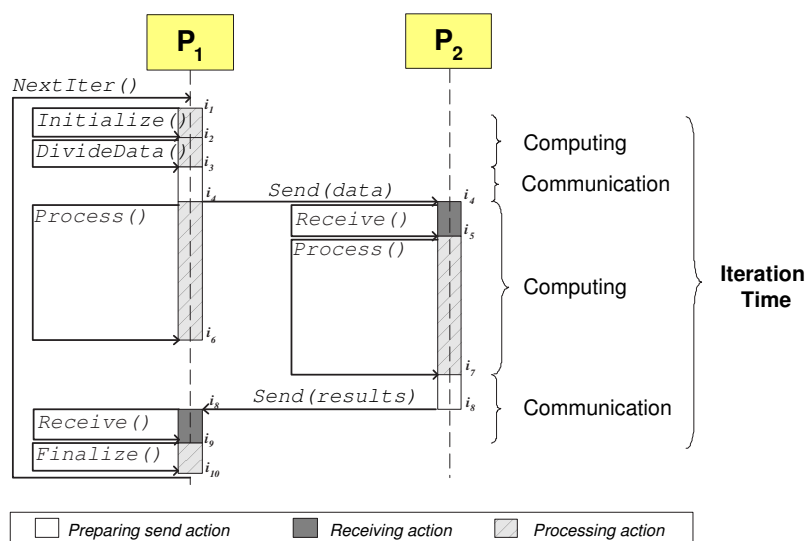 P1
P2
NextIter()
i1
Initialize()
i2
Computing
DivideData()
i3
Communication
i4
Send(data)
i4
Process()
Receive()
i5
Process()
Computing
Iteration
Time
i6
i7
i8
Send(results)
i8
Communication
Receive()
i9
Finalize()
i10
Preparing send action
Receiving action
Processing action